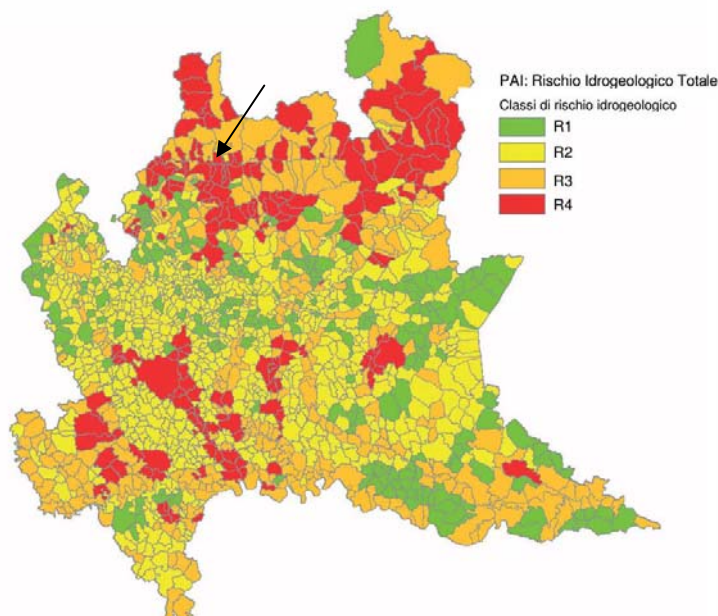 PAI: Rischio Idrogeologico Totale
Classi di rischio idrogeologico
R1
R2
R3
R4